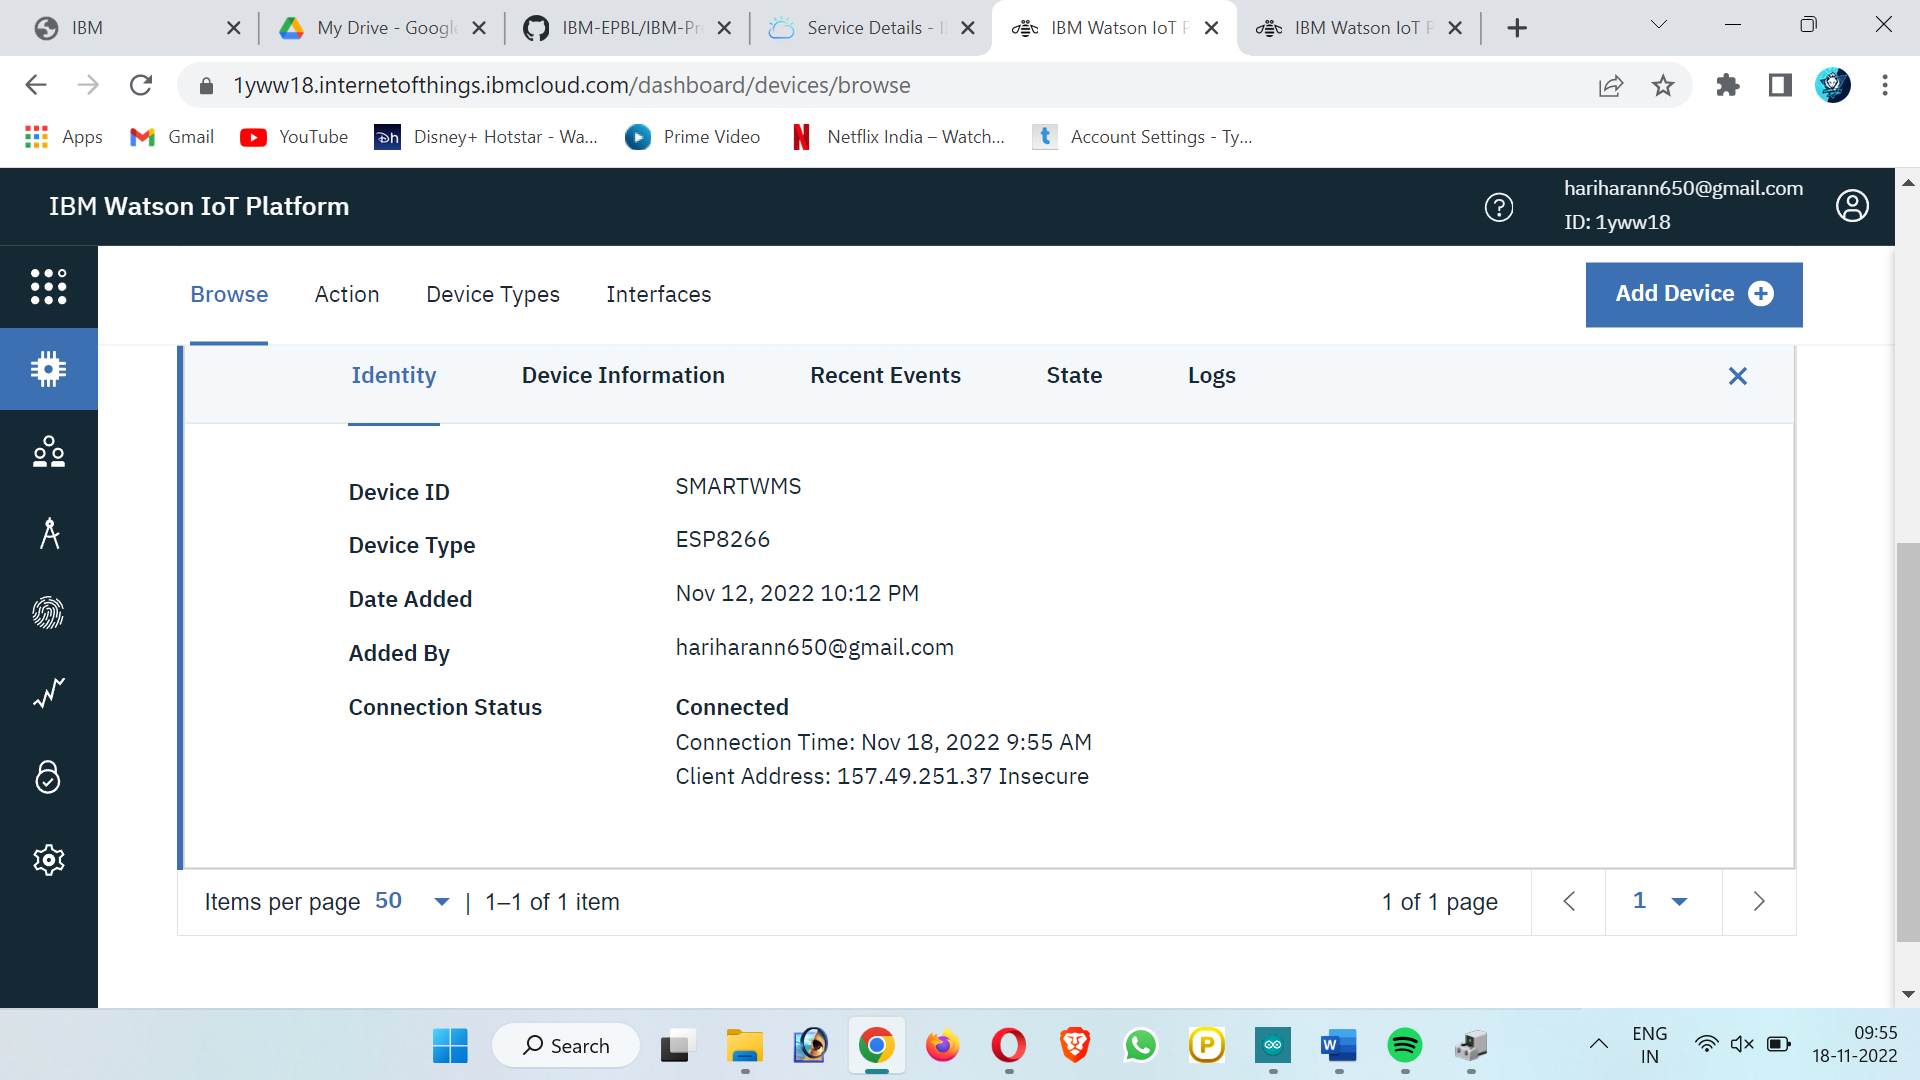 IBM
My Drive - Googl
IBM-EPBL/IBM-Pr
Service Details - I
IBM Watson IoT P
IBM Watson IoT P
1yww18.internetofthings.ibmcloud.com/dashboard/devices/browse
Apps
Gmail
YouTube
Disney+ Hotstar - Wa...
Prime Video
Netflix India – Watch...
Account Settings - Ty...
IBM Watson IoT Platform
hariharann650@gmail.com
ID: 1yww18
Browse
Action
Device Types
Interfaces
Add Device
Identity
Device Information
Recent Events
State
Logs
Device ID SMARTWMS
Device Type ESP8266
Date Added Nov 12, 2022 10:12 PM
Added By hariharann650@gmail.com
Connection Status Connected
Connection Time: Nov 18, 2022 9:55 AM
Client Address: 157.49.251.37 Insecure
Items per page 50 | 1–1 of 1 item
1 of 1 page
1
Search
ENG
IN
09:55
18-11-2022